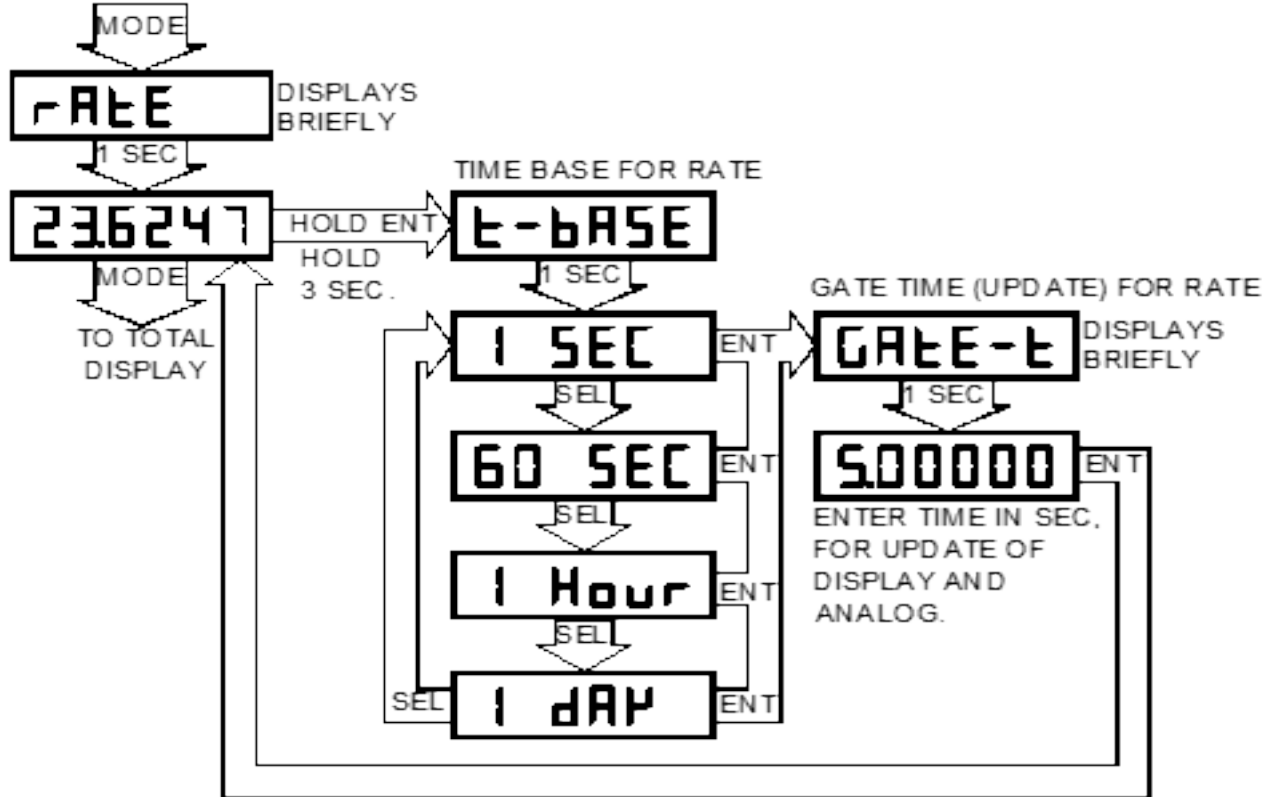 MODE
rAtE
DISPLAYS
BRIEFLY
1 SEC
TIME BASE FOR RATE
23.6247
HOLD ENT
HOLD
3 SEC.
t-bASE
MODE
1 SEC
GATE TIME (UPDATE) FOR RATE
TO TOTAL
DISPLAY
1 SEC
ENT
GAtE-t
DISPLAYS
BRIEFLY
SEL
1 SEC
60 SEC
ENT
5.00000
ENT
SEL
ENTER TIME IN SEC,
FOR UPDATE OF
DISPLAY AND
ANALOG.
1 Hour
ENT
SEL
SEL
1 dAY
ENT